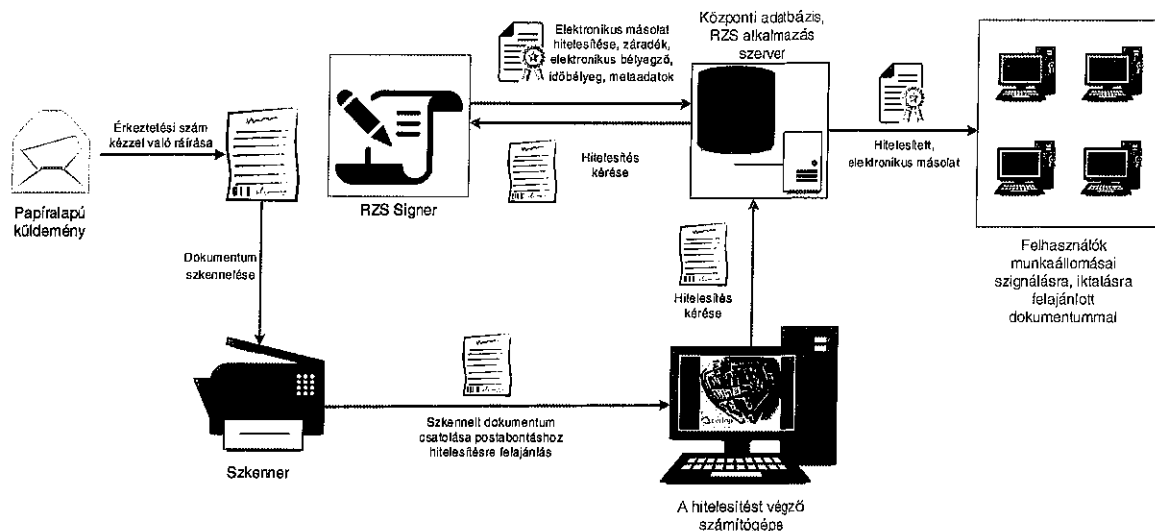 Központi adatbázis,
RZS alkalmazás
szerver
Elektronikus másolat
hitelesítése, záradék,
elektronikus bélyegző,
időbélyeg, metaadatok
Érkeztetési szám
kézzel való ráírása
Hitelesítés
kérése
Hitelesített,
elektronikus másolat
Papíralapú
küldemény
RZS Signer
Dokumentum
szkennelése
Hitelesítés
kérése
Felhasználók
munkaállomásai
szignálásra, iktatásra
felajánlott
dokumentummal
Szkennelt dokumentum
csatolása postabontáshoz
hitelesítésre felajánlás
Szkenner
A hitelesítést végző
számítógépe